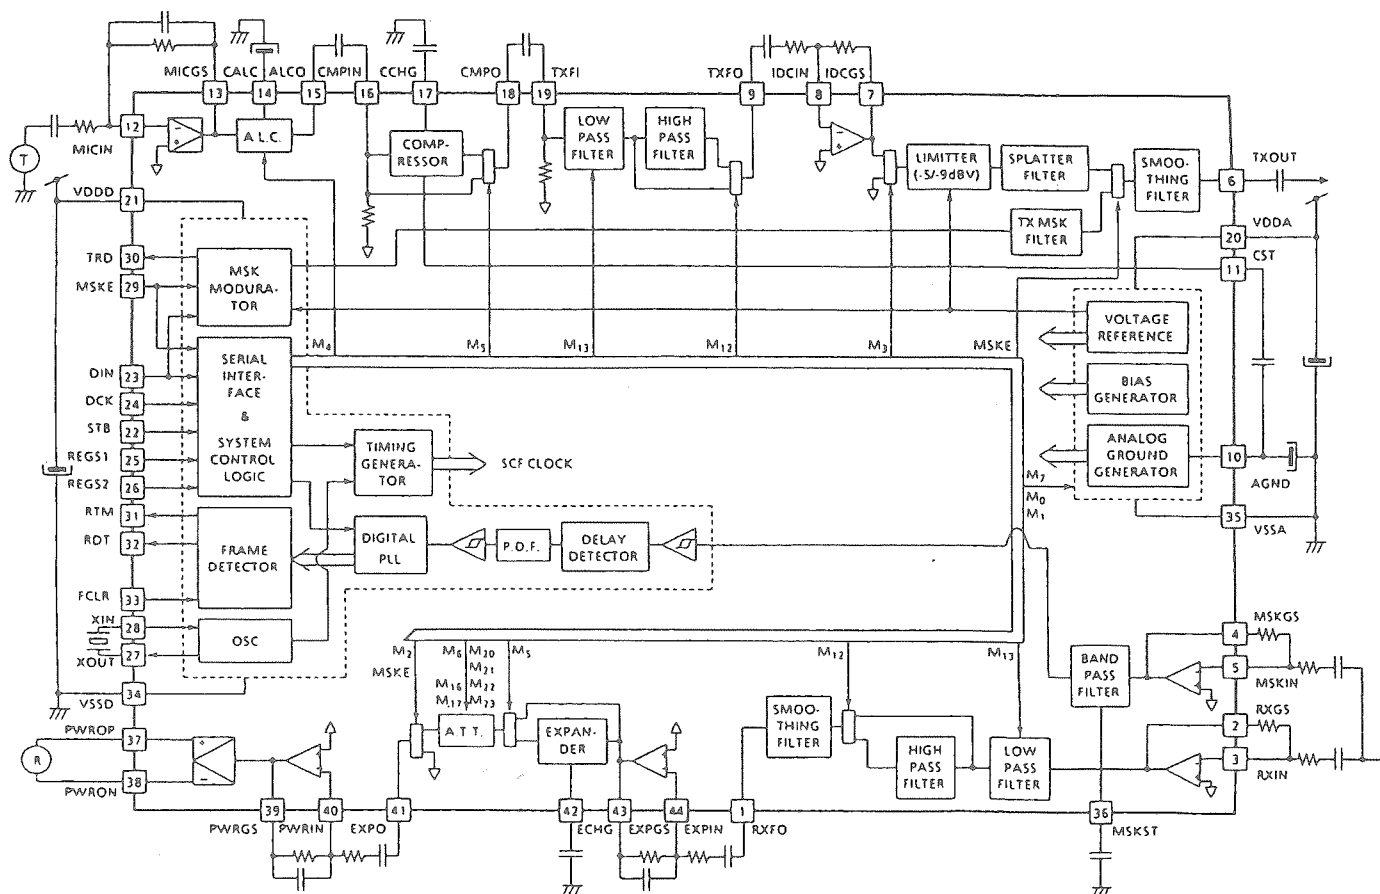 MICGS CALC ALCO CMPIN CCHG CMPO TXFI TXFO IDCIN IDCGS
13 14 15 16 17 18 19 9 8 7
12
MICIN
T
A.L.C.
COMP-
RESSOR
LOW
PASS
FILTER
HIGH
PASS
FILTER
LIMITTER
(-5/-9dBV)
SPLATTER
FILTER
SMOO-
THING
FILTER
TX MSK
FILTER
TXOUT
6
VDDD
21
VDDA
20
CST
11
TRD 30
MSKE 29
MSK
MODURA-
TOR
VOLTAGE
REFERENCE
BIAS
GENERATOR
ANALOG
GROUND
GENERATOR
M4 M5 M13 M12 M3 MSKE
DIN 23
DCK 24
STB 22
REGS1 25
REGS2 26
SERIAL
INTER-
FACE
&
SYSTEM
CONTROL
LOGIC
TIMING
GENERA-
TOR
SCF CLOCK
10
AGND
M7
M0
M1
35
VSSA
RTM 31
RDT 32
FCLR 33
FRAME
DETECTOR
DIGITAL
PLL
P.D.F.
DELAY
DETECTOR
XIN 28
XOUT 27
OSC
VSSD 34
M2
MSKE
M6 M20
M21
M16 M22
M17 M23
M5
M12
M13
MSKGS
4
5
MSKIN
RXGS
2
3
RXIN
BAND
PASS
FILTER
SMOO-
THING
FILTER
HIGH
PASS
FILTER
LOW
PASS
FILTER
A.T.T.
EXPAN-
DER
PWROP
37
R
38
PWRON
39 40 41 42 43 44 1 36
PWRGS PWRIN EXPO ECHG EXPGS EXPIN RXFO MSKST